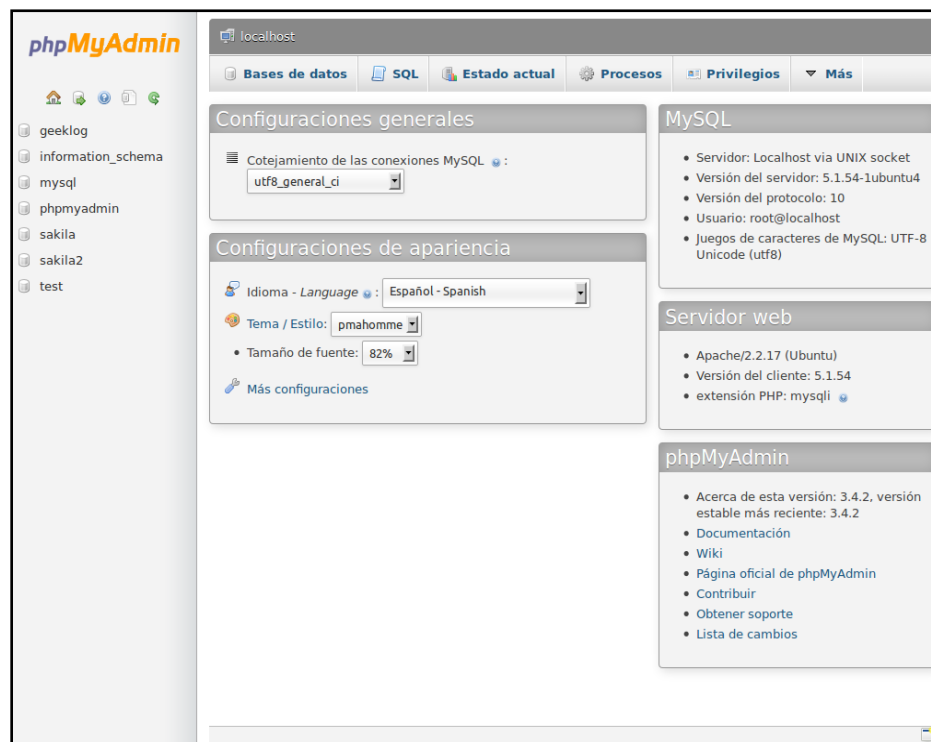 phpMyAdmin
geeklog
information_schema
mysql
phpmyadmin
sakila
sakila2
test
localhost
Bases de datos
SQL
Estado actual
Procesos
Privilegios
Más
Configuraciones generales
Cotejamiento de las conexiones MySQL :
utf8_general_ci
Configuraciones de apariencia
Idioma - Language : Español - Spanish
Tema / Estilo: pmahomme
Tamaño de fuente: 82%
Más configuraciones
MySQL
Servidor: Localhost via UNIX socket
Versión del servidor: 5.1.54-1ubuntu4
Versión del protocolo: 10
Usuario: root@localhost
Juegos de caracteres de MySQL: UTF-8
Unicode (utf8)
Servidor web
Apache/2.2.17 (Ubuntu)
Versión del cliente: 5.1.54
extensión PHP: mysqli
phpMyAdmin
Acerca de esta versión: 3.4.2, versión
estable más reciente: 3.4.2
Documentación
Wiki
Página oficial de phpMyAdmin
Contribuir
Obtener soporte
Lista de cambios